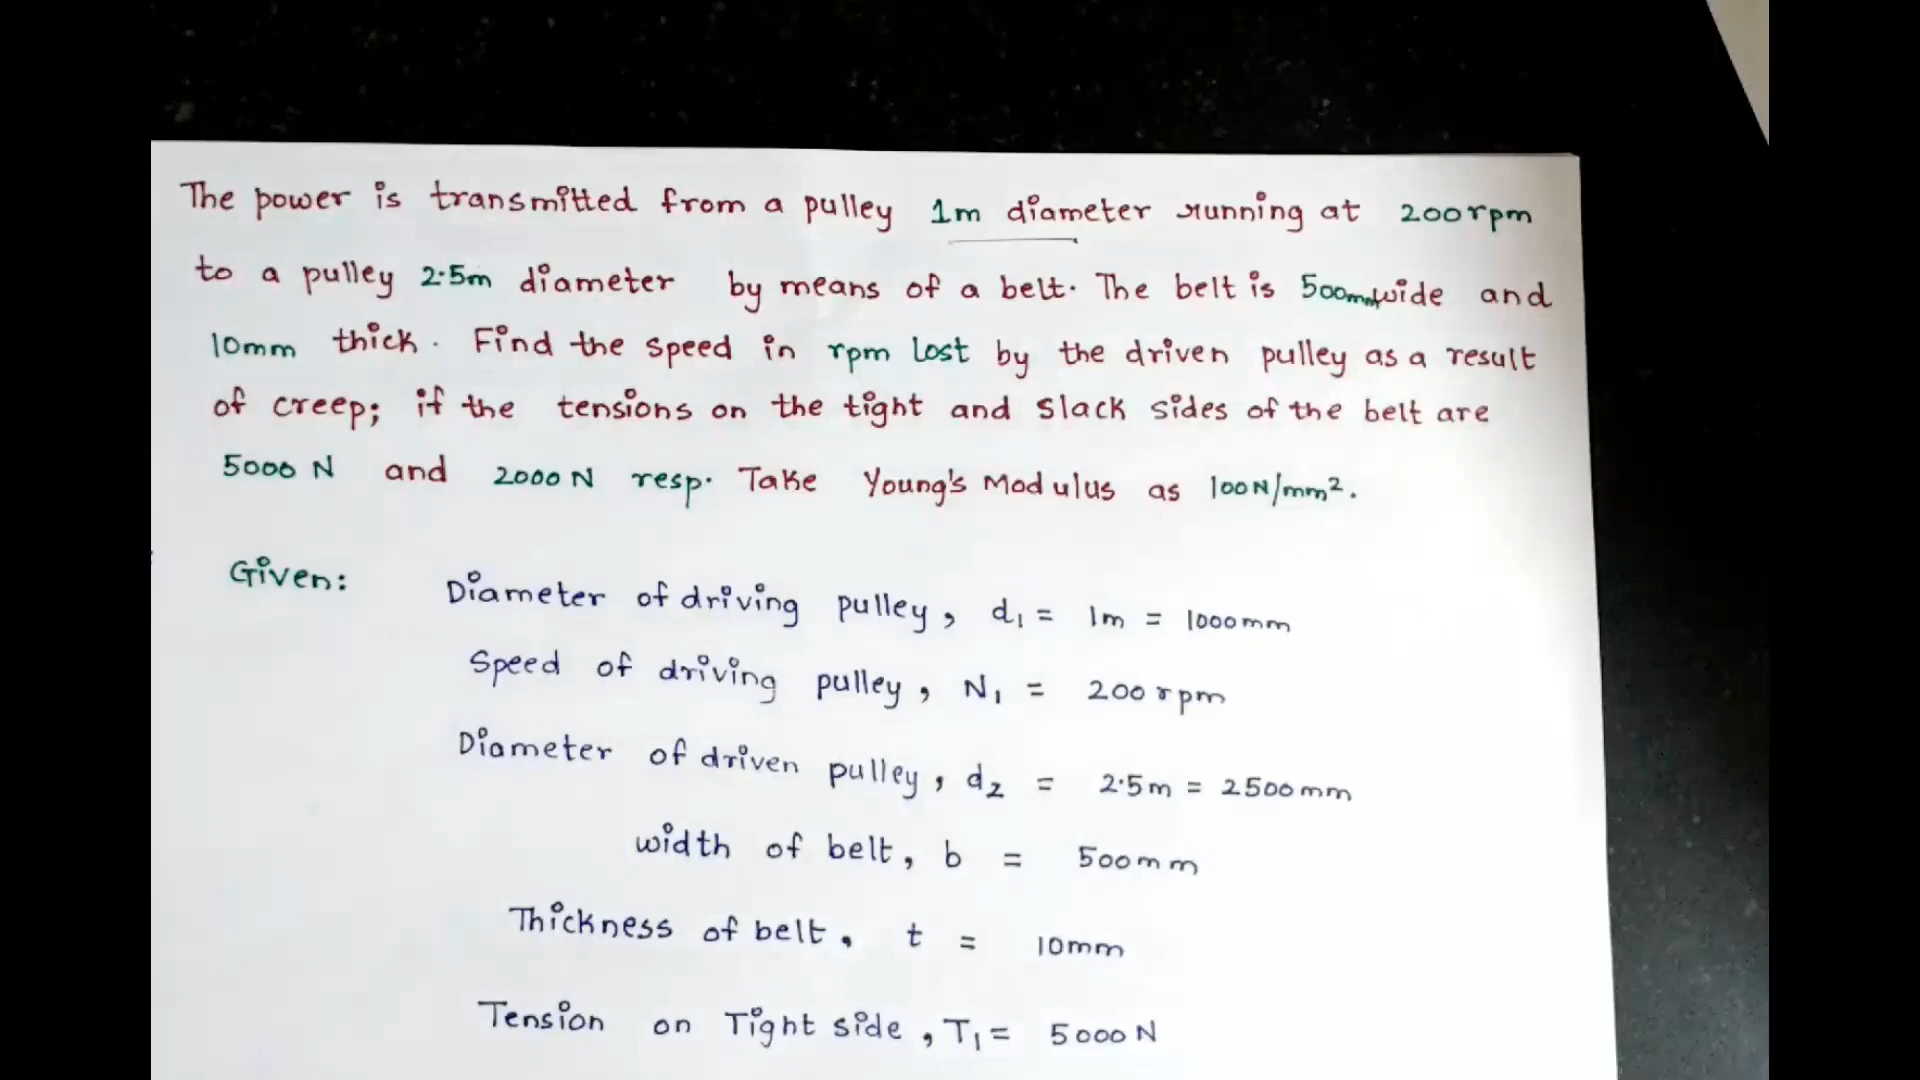 The power is transmitted from a pulley 1m diameter running at 200rpm
to a pulley 2.5m diameter by means of a belt. The belt is 500mm wide and
10mm thick. Find the speed in rpm lost by the driven pulley as a result
of creep; if the tensions on the tight and slack sides of the belt are
5000 N and 2000 N resp. Take Young's Modulus as 100N/mm².
Given: Diameter of driving pulley, d₁ = 1m = 1000mm
Speed of driving pulley, N₁ = 200 rpm
Diameter of driven pulley, d₂ = 2.5m = 2500mm
width of belt, b = 500mm
Thickness of belt, t = 10mm
Tension on Tight side, T₁ = 5000 N